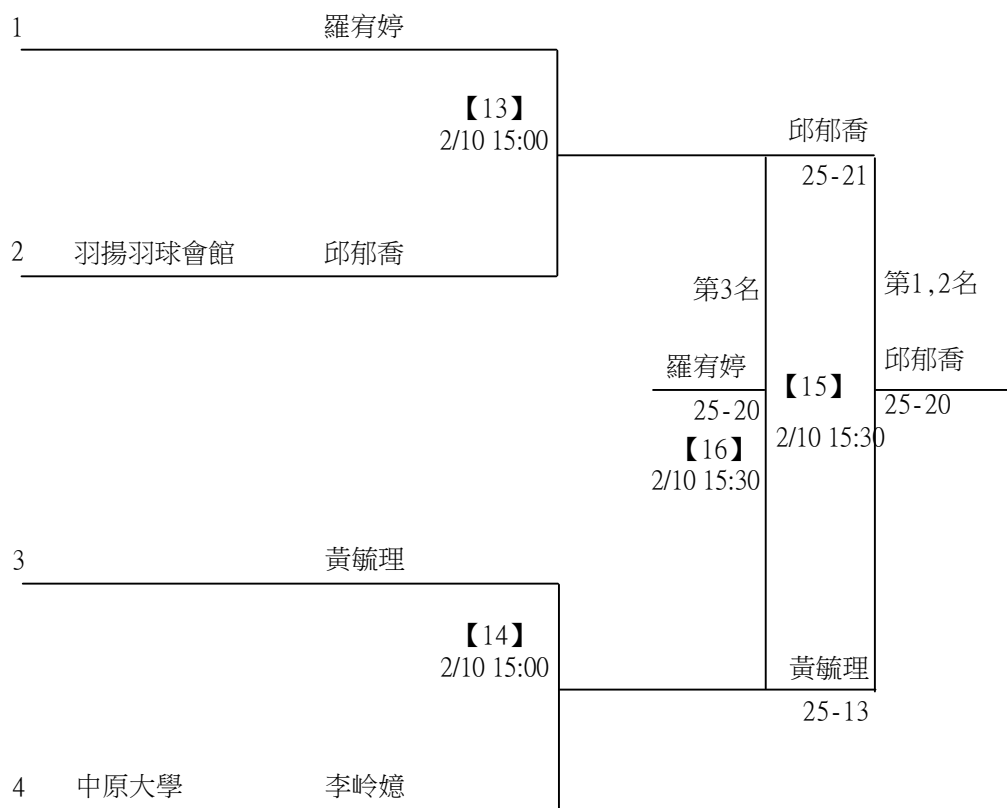 1 羅宥婷
【13】
2/10 15:00
邱郁喬
25-21
2 羽揚羽球會館 邱郁喬
第3名
第1,2名
羅宥婷
25-20
【16】
2/10 15:30
【15】
2/10 15:30
邱郁喬
25-20
3 黃毓理
【14】
2/10 15:00
黃毓理
25-13
4 中原大學 李岭嬑